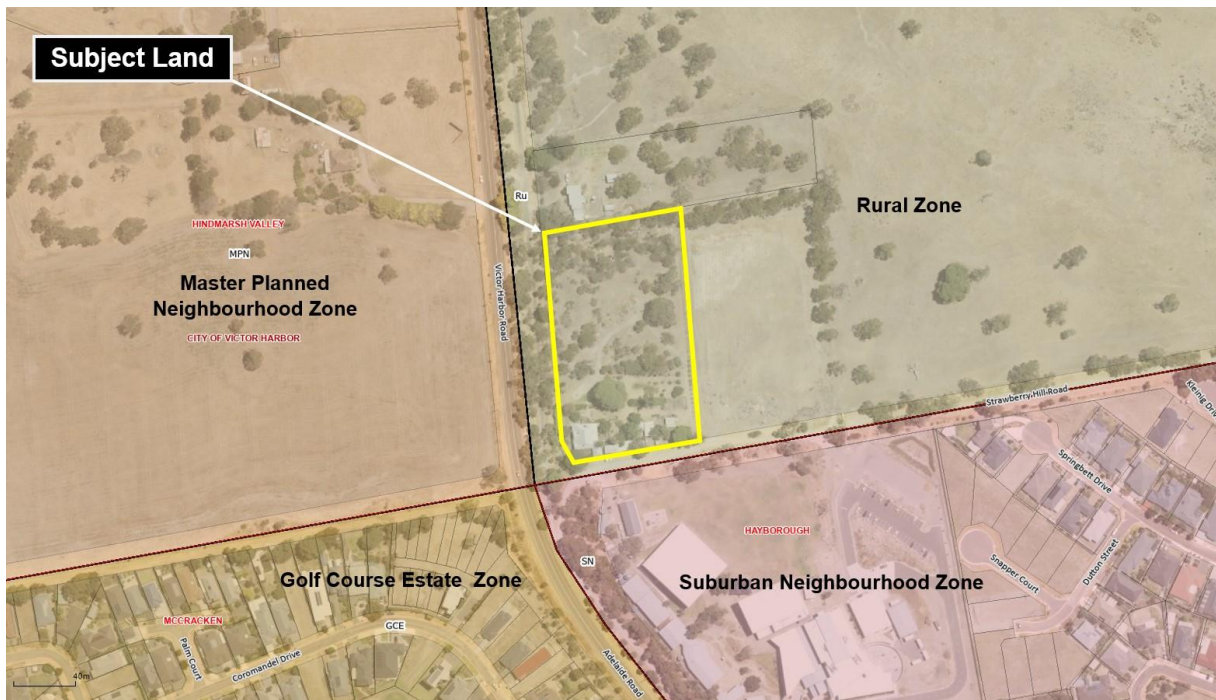 Subject Land
Ru
Rural Zone
HINDMARSH VALLEY
MPN
Master Planned
Neighbourhood Zone
CITY OF VICTOR HARBOR
Victor Harbor Road
Strawberry Hill Road
Kleinig Driv
Springbett Drive
HAYBOROUGH
SN
Snapper Court
Dutton Street
Golf Course Estate Zone
Suburban Neighbourhood Zone
MCCRACKEN
GCE
Palm Court
Coromandel Drive
Adelaide Road
40m